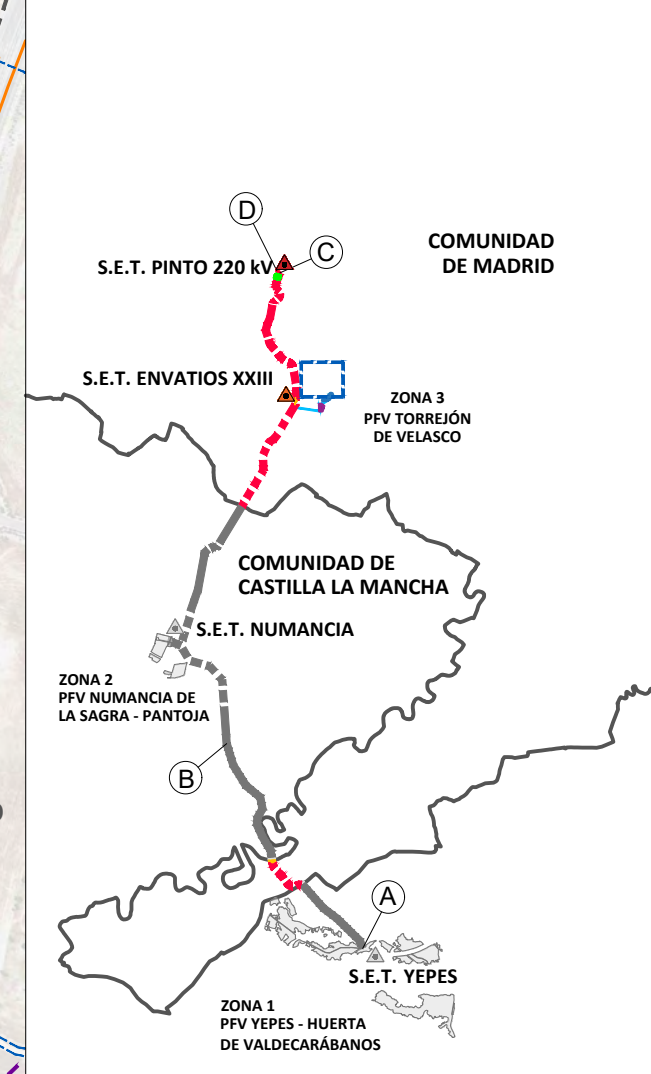 D
C
COMUNIDAD
DE MADRID
S.E.T. PINTO 220 kV
S.E.T. ENVATIOS XXIII
ZONA 3
PFV TORREJÓN
DE VELASCO
COMUNIDAD DE
CASTILLA LA MANCHA
S.E.T. NUMANCIA
ZONA 2
PFV NUMANCIA DE
LA SAGRA - PANTOJA
B
A
S.E.T. YEPES
ZONA 1
PFV YEPES - HUERTA
DE VALDECARÁBANOS